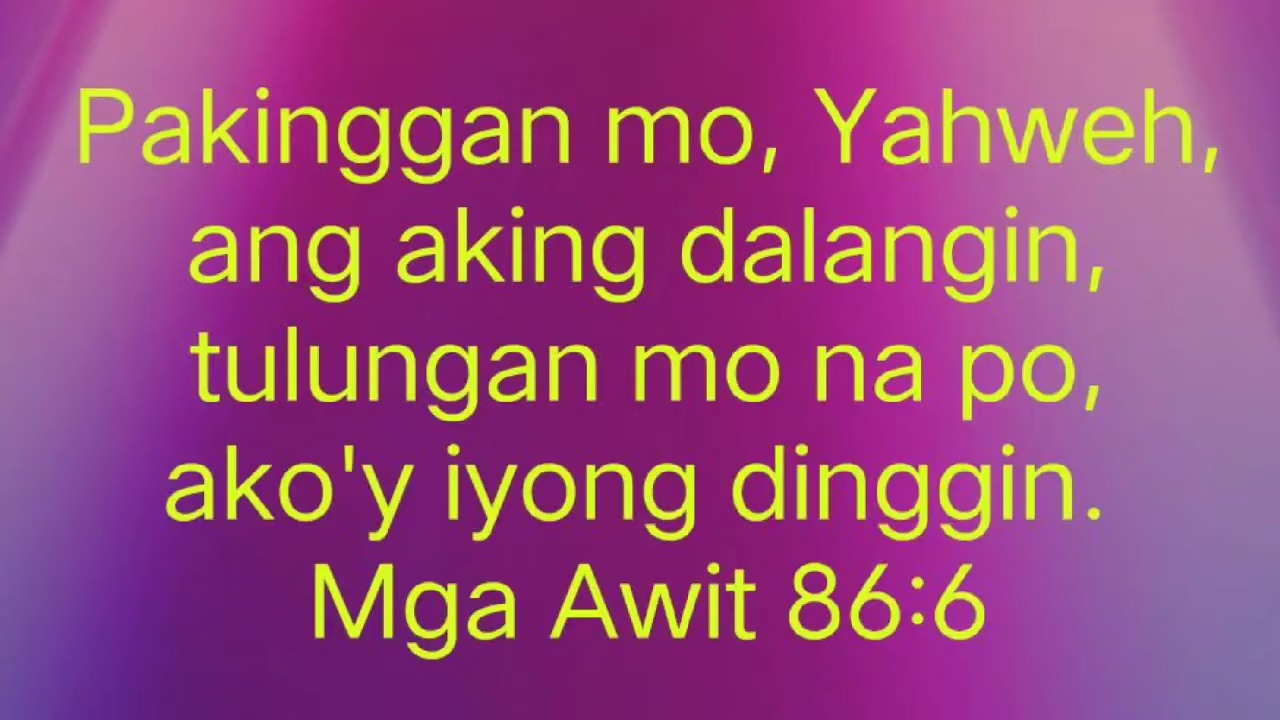 Pakinggan mo, Yahweh,
ang aking dalangin,
tulungan mo na po,
ako'y iyong dinggin.
Mga Awit 86:6